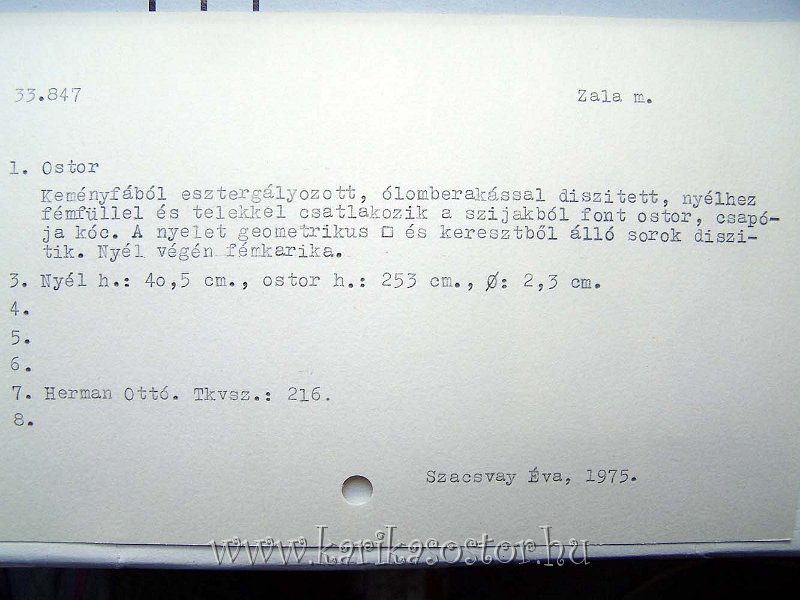 33.847 Zala m.
1. Ostor
Keményfából esztergályozott, ólomberakással diszitett, nyélhez
fémfüllel és telekkel csatlakozik a szijakból font ostor, csapó-
ja kóc. A nyelet geometrikus □ és keresztből álló sorok diszi-
tik. Nyél végén fémkarika.
3. Nyél h.: 4o,5 cm., ostor h.: 253 cm., Ø: 2,3 cm.
4.
5.
6.
7. Herman Ottó. Tkvsz.: 216.
8.
Szacsvay Éva, 1975.
www.karikasostor.hu